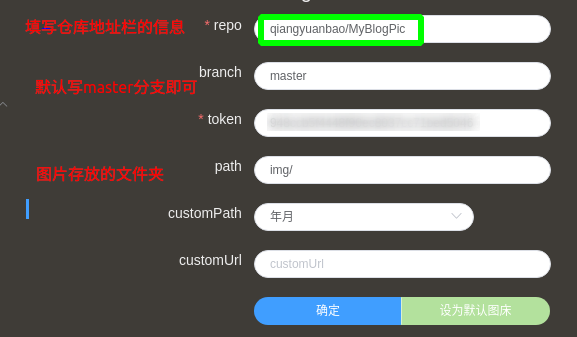 填写仓库地址栏的信息
* repo
qiangyuanbao/MyBlogPic
branch
master
默认写master分支即可
* token
path
img/
图片存放的文件夹
customPath
年月
customUrl
customUrl
确定
设为默认图床